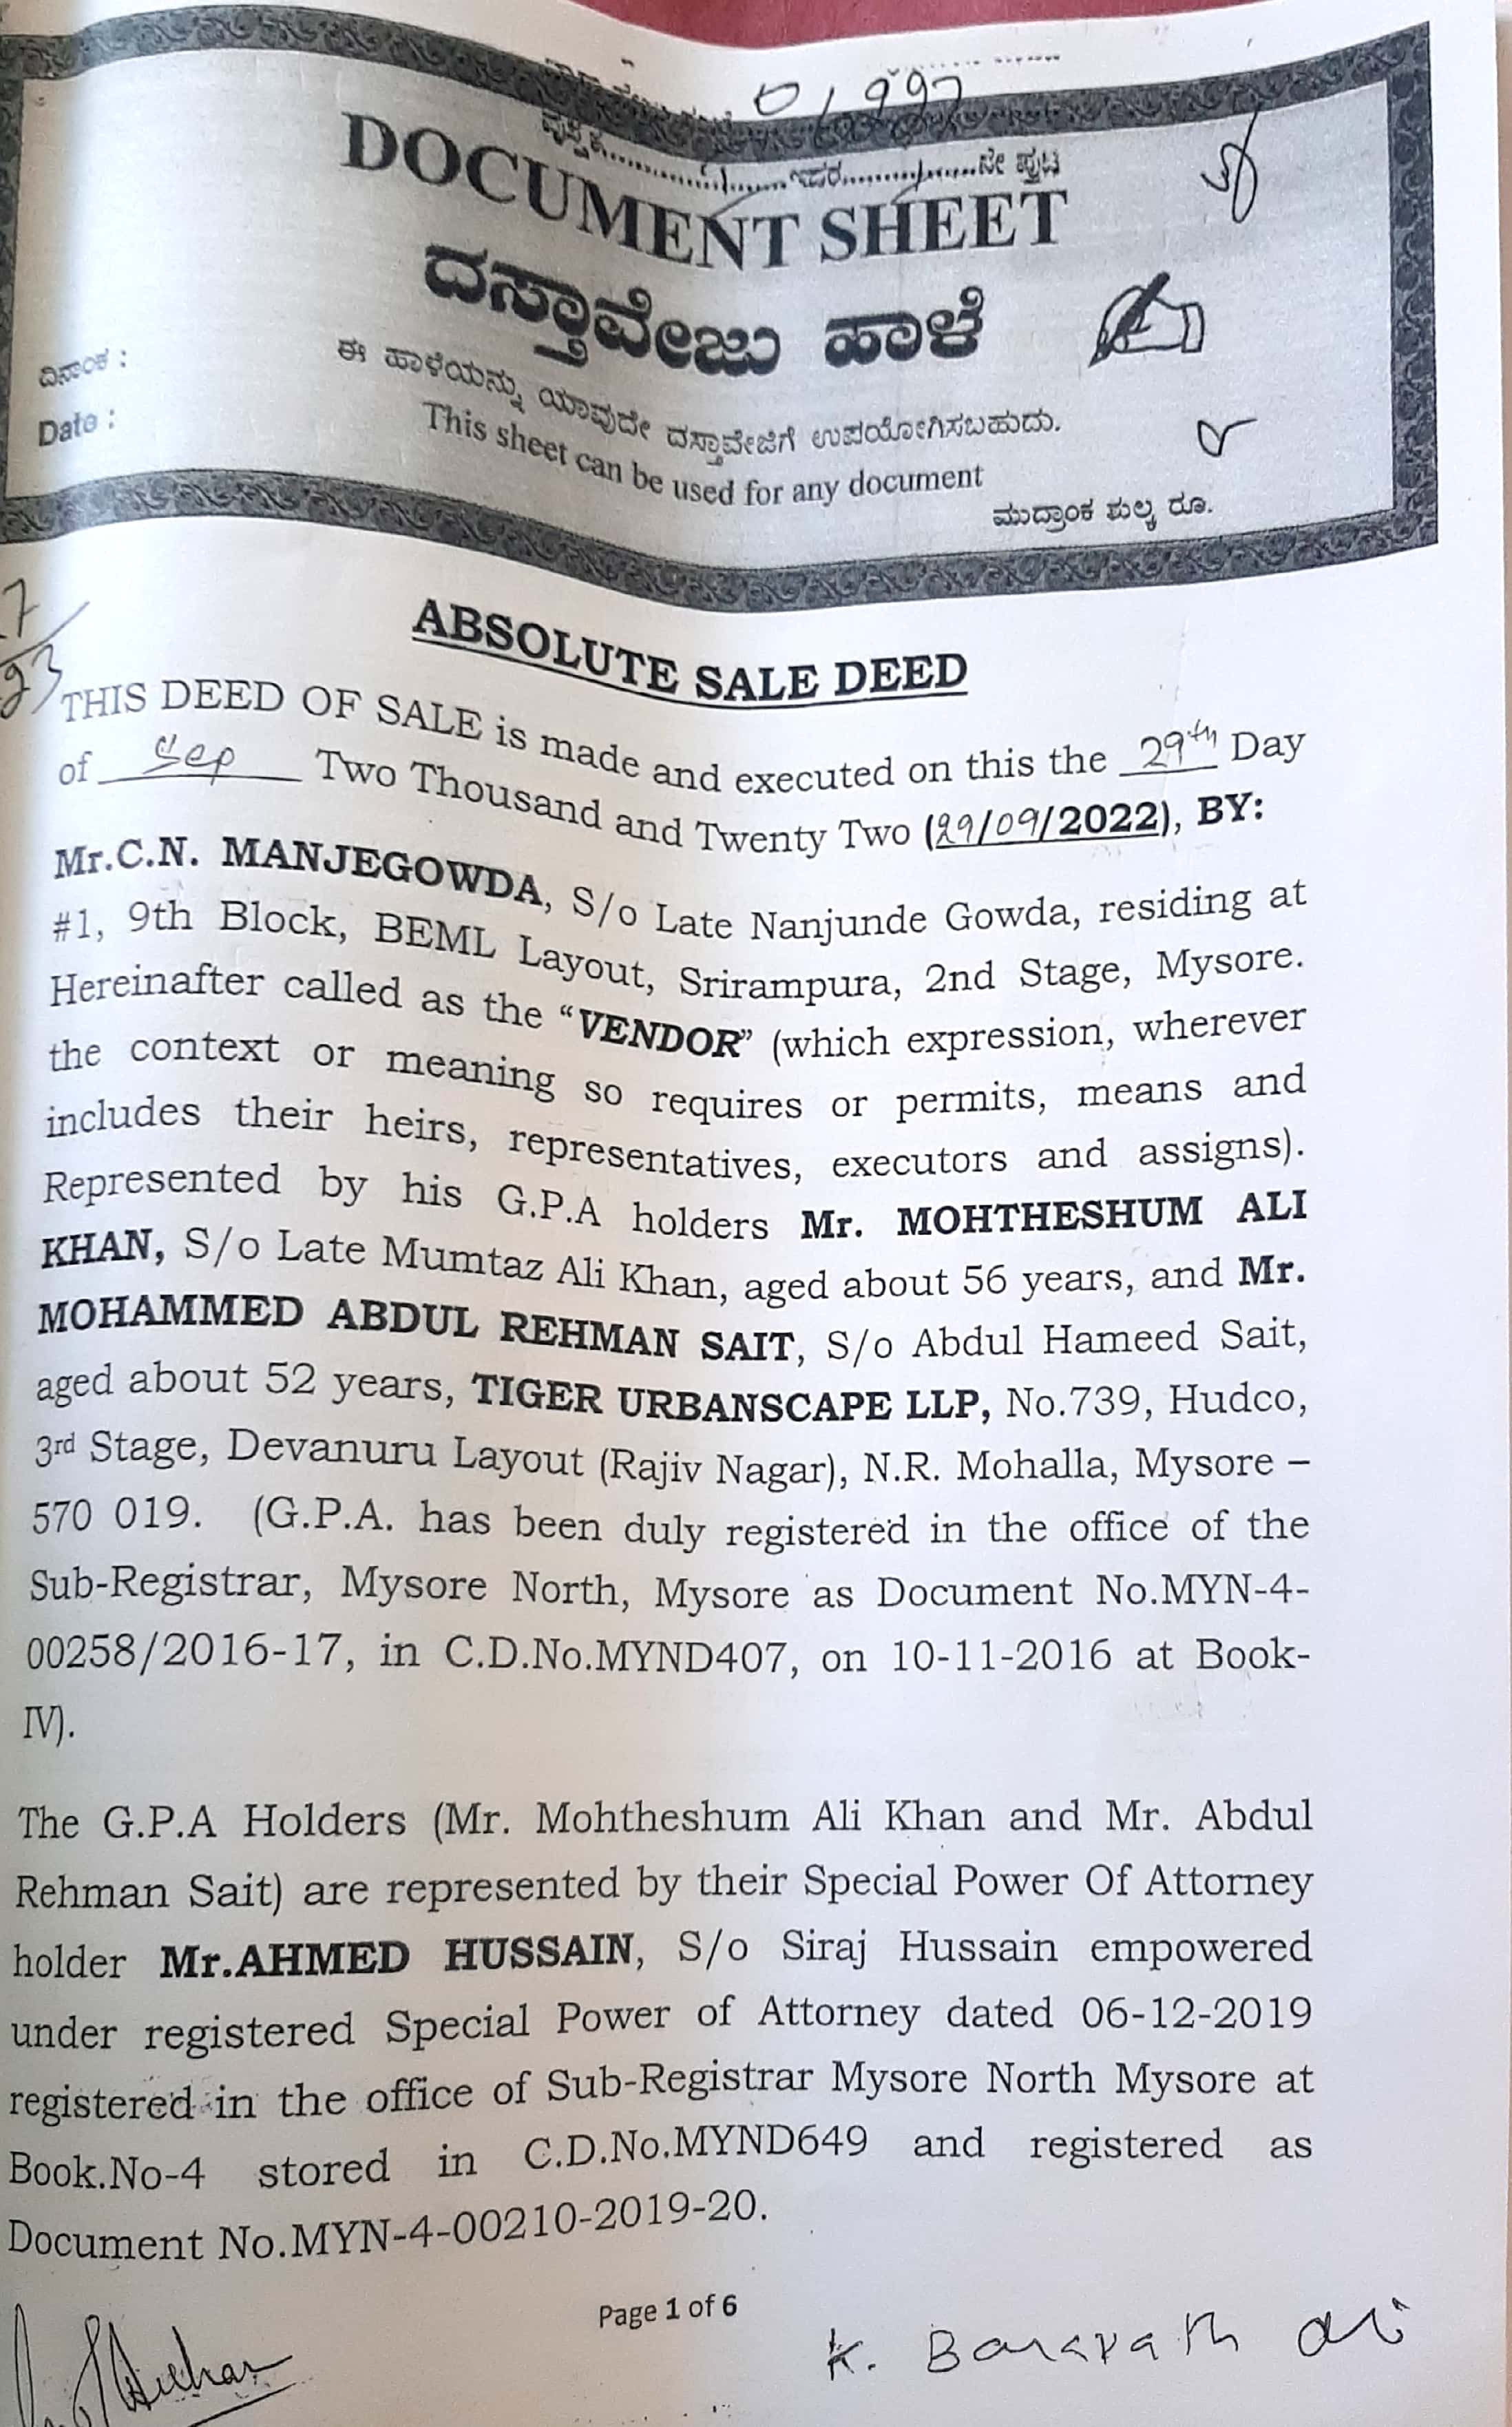 01997
ಪುಸ್ತಕ..................ಇದರ.................ನೇ ಪುಟ
DOCUMENT SHEET
ದಸ್ತಾವೇಜು ಹಾಳೆ
ದಿನಾಂಕ :
ಈ ಹಾಳೆಯನ್ನು ಯಾವುದೇ ದಸ್ತಾವೇಜಿಗೆ ಉಪಯೋಗಿಸಬಹುದು.
Date :
This sheet can be used for any document
ಮುದ್ರಾಂಕ ಶುಲ್ಕ ರೂ.
ABSOLUTE SALE DEED
THIS DEED OF SALE is made and executed on this the 29th Day
of Sep Two Thousand and Twenty Two (29/09/2022), BY:
Mr.C.N. MANJEGOWDA, S/o Late Nanjunde Gowda, residing at
#1, 9th Block, BEML Layout, Srirampura, 2nd Stage, Mysore.
Hereinafter called as the “VENDOR” (which expression, wherever
the context or meaning so requires or permits, means and
includes their heirs, representatives, executors and assigns).
Represented by his G.P.A holders Mr. MOHTHESHUM ALI
KHAN, S/o Late Mumtaz Ali Khan, aged about 56 years, and Mr.
MOHAMMED ABDUL REHMAN SAIT, S/o Abdul Hameed Sait,
aged about 52 years, TIGER URBANSCAPE LLP, No.739, Hudco,
3rd Stage, Devanuru Layout (Rajiv Nagar), N.R. Mohalla, Mysore –
570 019. (G.P.A. has been duly registered in the office of the
Sub-Registrar, Mysore North, Mysore as Document No.MYN-4-
00258/2016-17, in C.D.No.MYND407, on 10-11-2016 at Book-
IV).
The G.P.A Holders (Mr. Mohtheshum Ali Khan and Mr. Abdul
Rehman Sait) are represented by their Special Power Of Attorney
holder Mr.AHMED HUSSAIN, S/o Siraj Hussain empowered
under registered Special Power of Attorney dated 06-12-2019
registered in the office of Sub-Registrar Mysore North Mysore at
Book.No-4 stored in C.D.No.MYND649 and registered as
Document No.MYN-4-00210-2019-20.
Page 1 of 6
K.